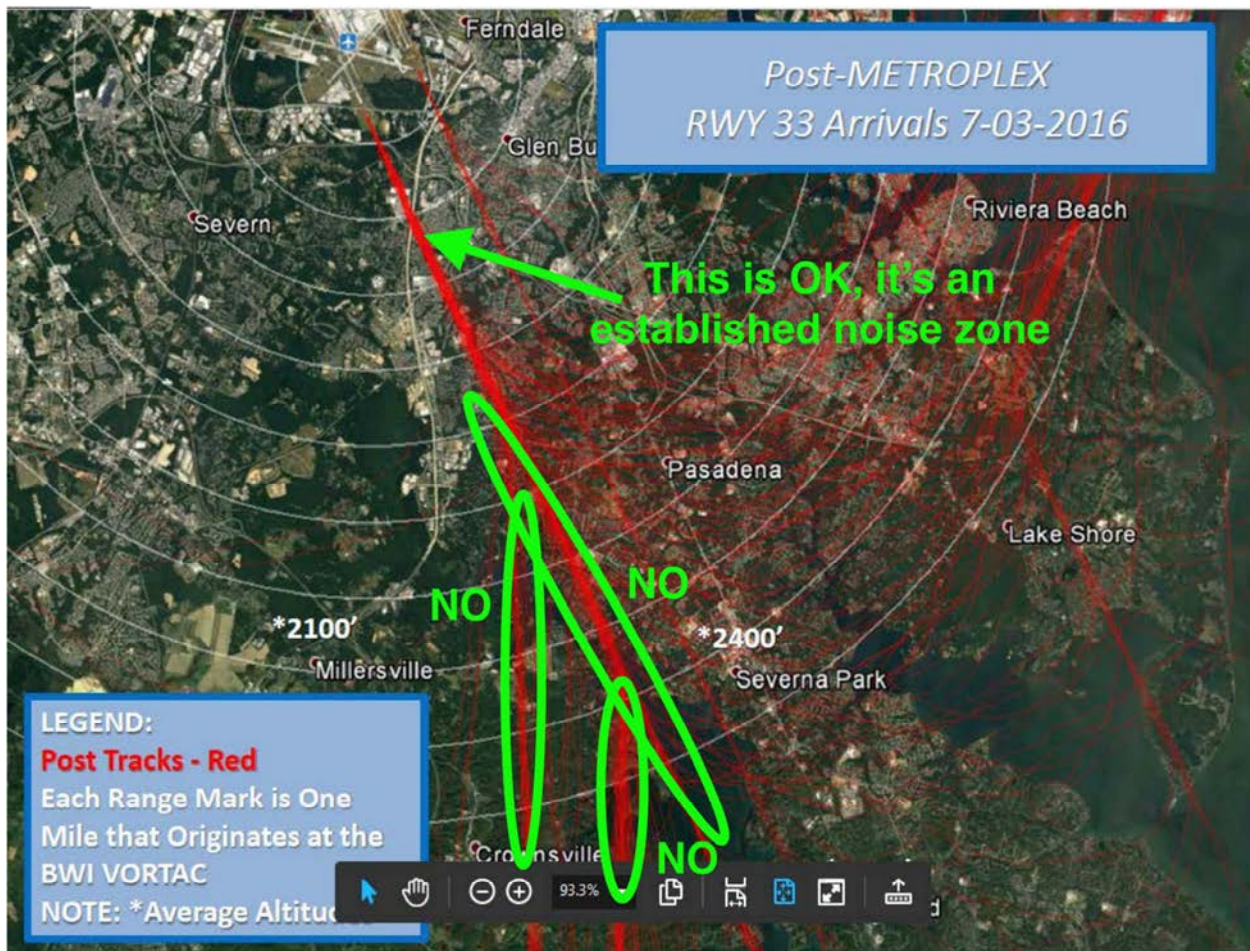 Ferndale
Post-METROPLEX
RWY 33 Arrivals 7-03-2016
Glen Bu
Severn
Riviera Beach
This is OK, it's an
established noise zone
Pasadena
Lake Shore
NO
NO
*2100'
*2400'
Millersville
Severna Park
LEGEND:
Post Tracks - Red
Each Range Mark is One
Mile that Originates at the
BWI VORTAC
NOTE: *Average Altitud
Crownsville
NO
93.3%
d